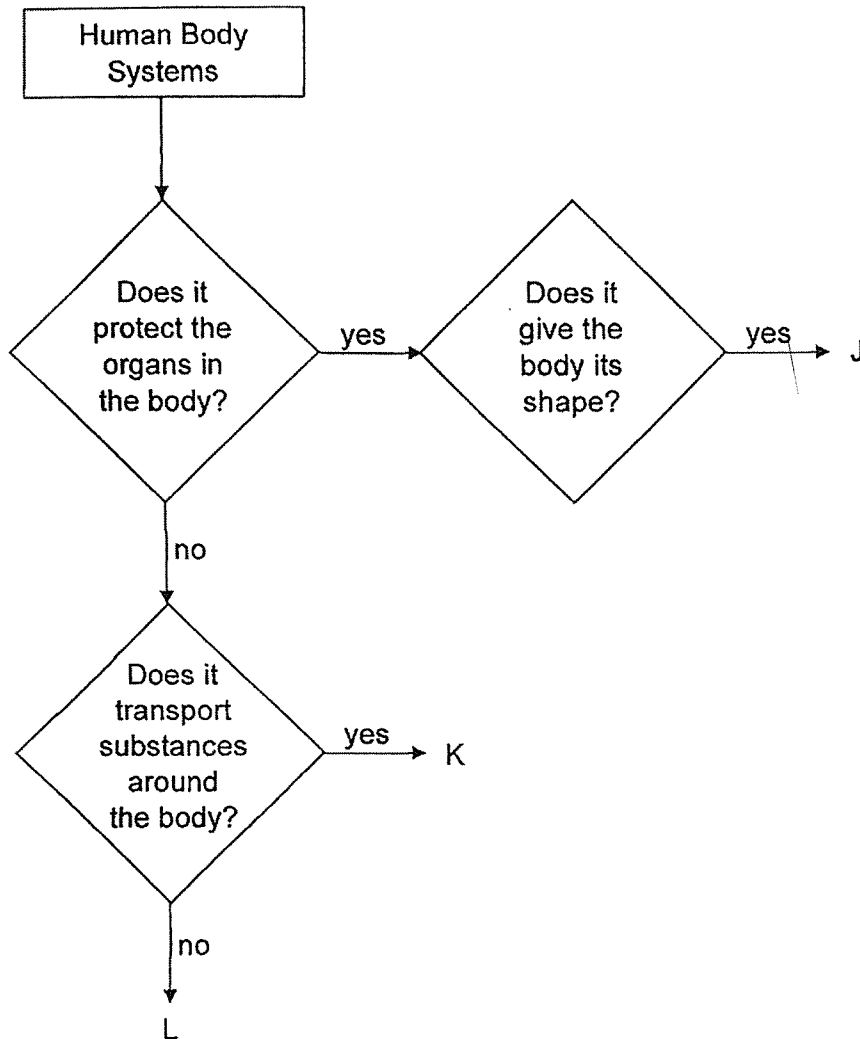 Human Body
Systems
Does it
protect the
organs in
the body?
yes
Does it
give the
body its
shape?
yes
J
no
Does it
transport
substances
around
the body?
yes
K
no
L